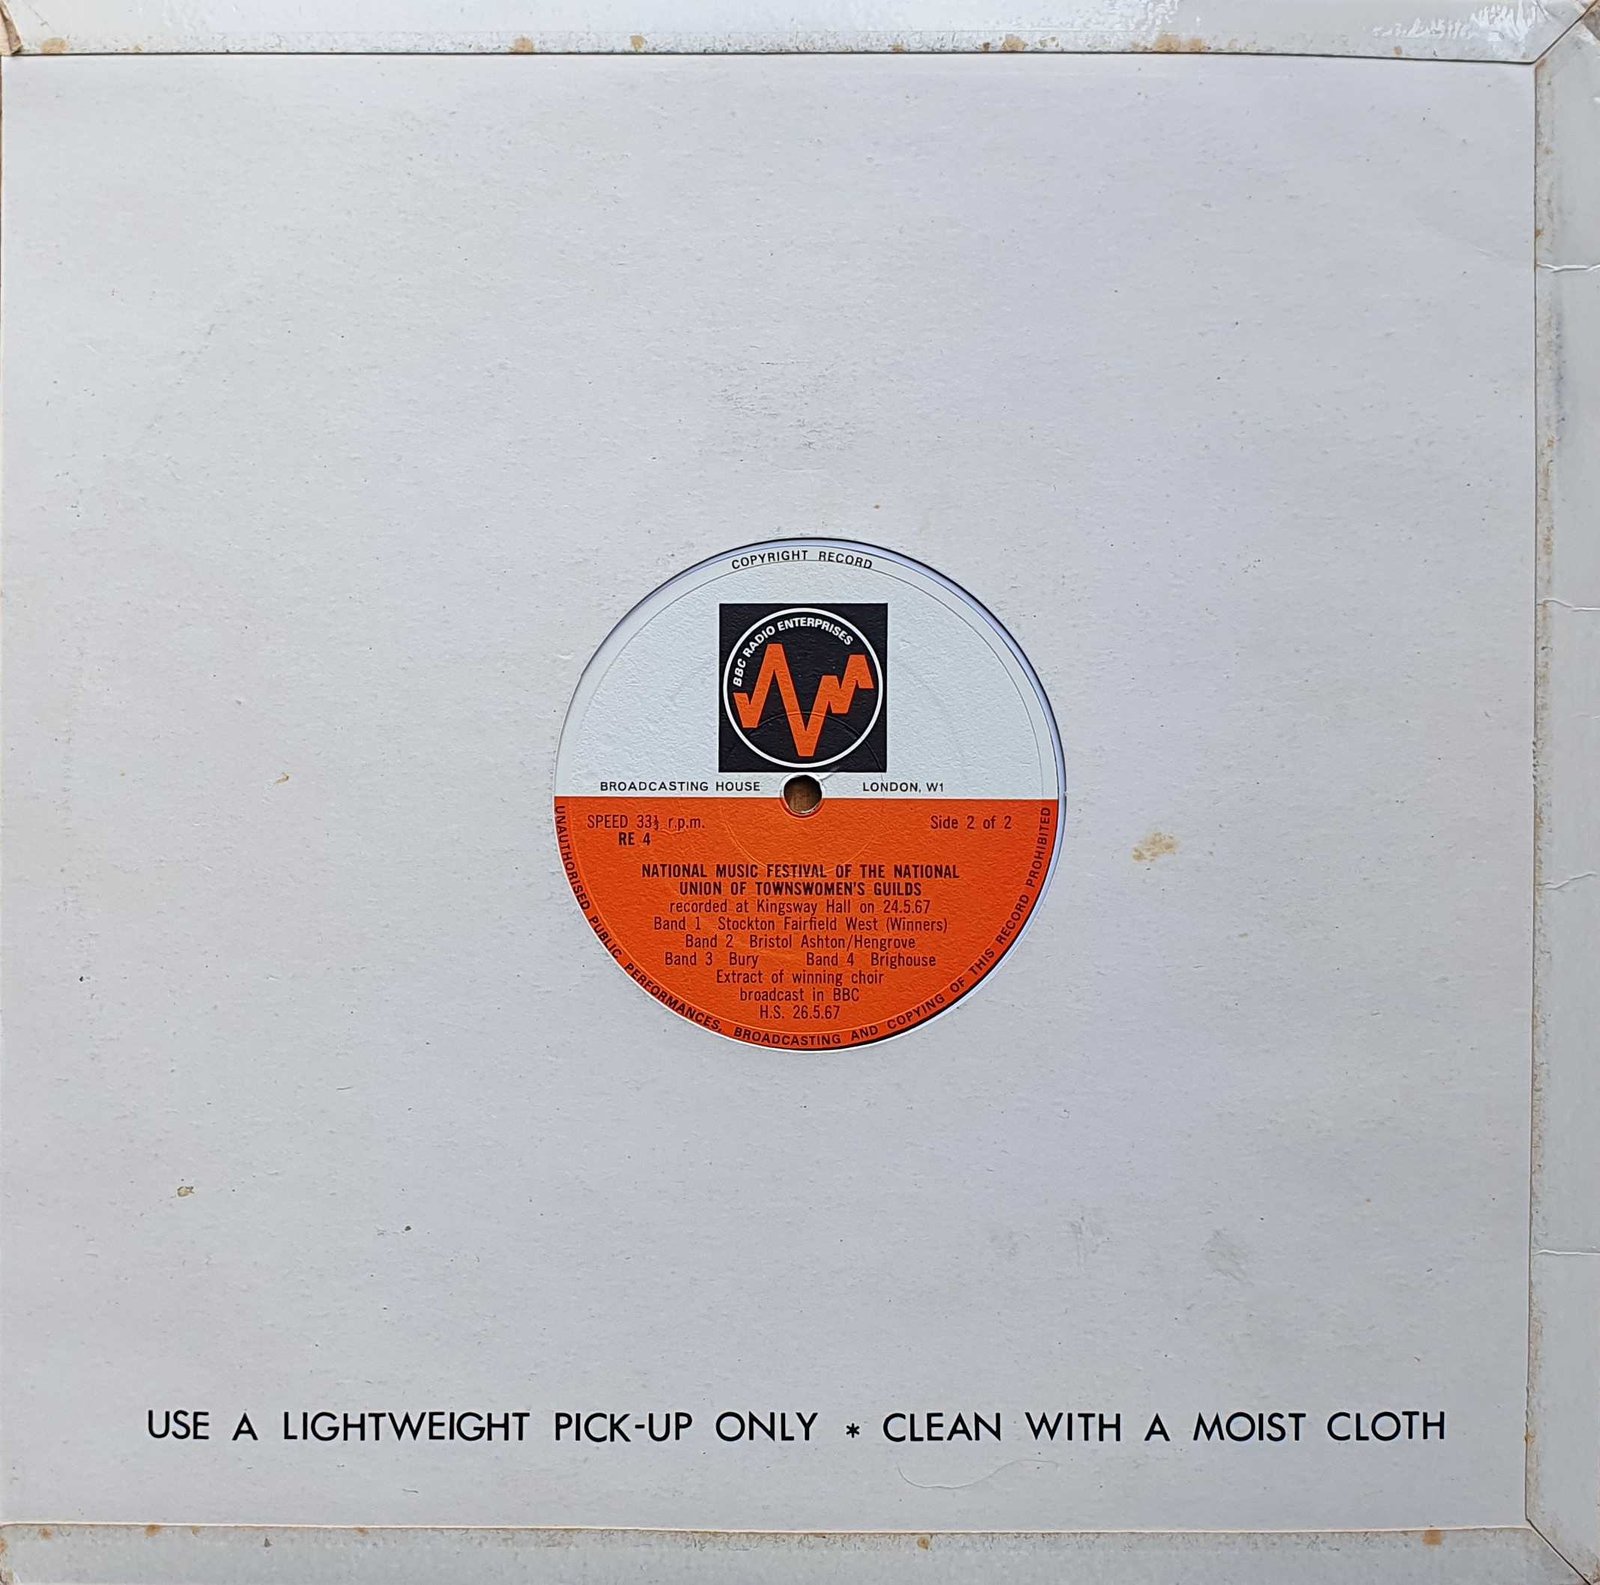 COPYRIGHT RECORD
BBC RADIO ENTERPRISES
BROADCASTING HOUSE LONDON, W1
SPEED 33⅓ r.p.m. Side 2 of 2
RE 4
NATIONAL MUSIC FESTIVAL OF THE NATIONAL
UNION OF TOWNSWOMEN'S GUILDS
recorded at Kingsway Hall on 24.5.67
Band 1 Stockton Fairfield West (Winners)
Band 2 Bristol Ashton/Hengrove
Band 3 Bury Band 4 Brighouse
Extract of winning choir
broadcast in BBC
H.S. 26.5.67
UNAUTHORISED PUBLIC PERFORMANCES, BROADCASTING AND COPYING OF THIS RECORD PROHIBITED
USE A LIGHTWEIGHT PICK-UP ONLY * CLEAN WITH A MOIST CLOTH